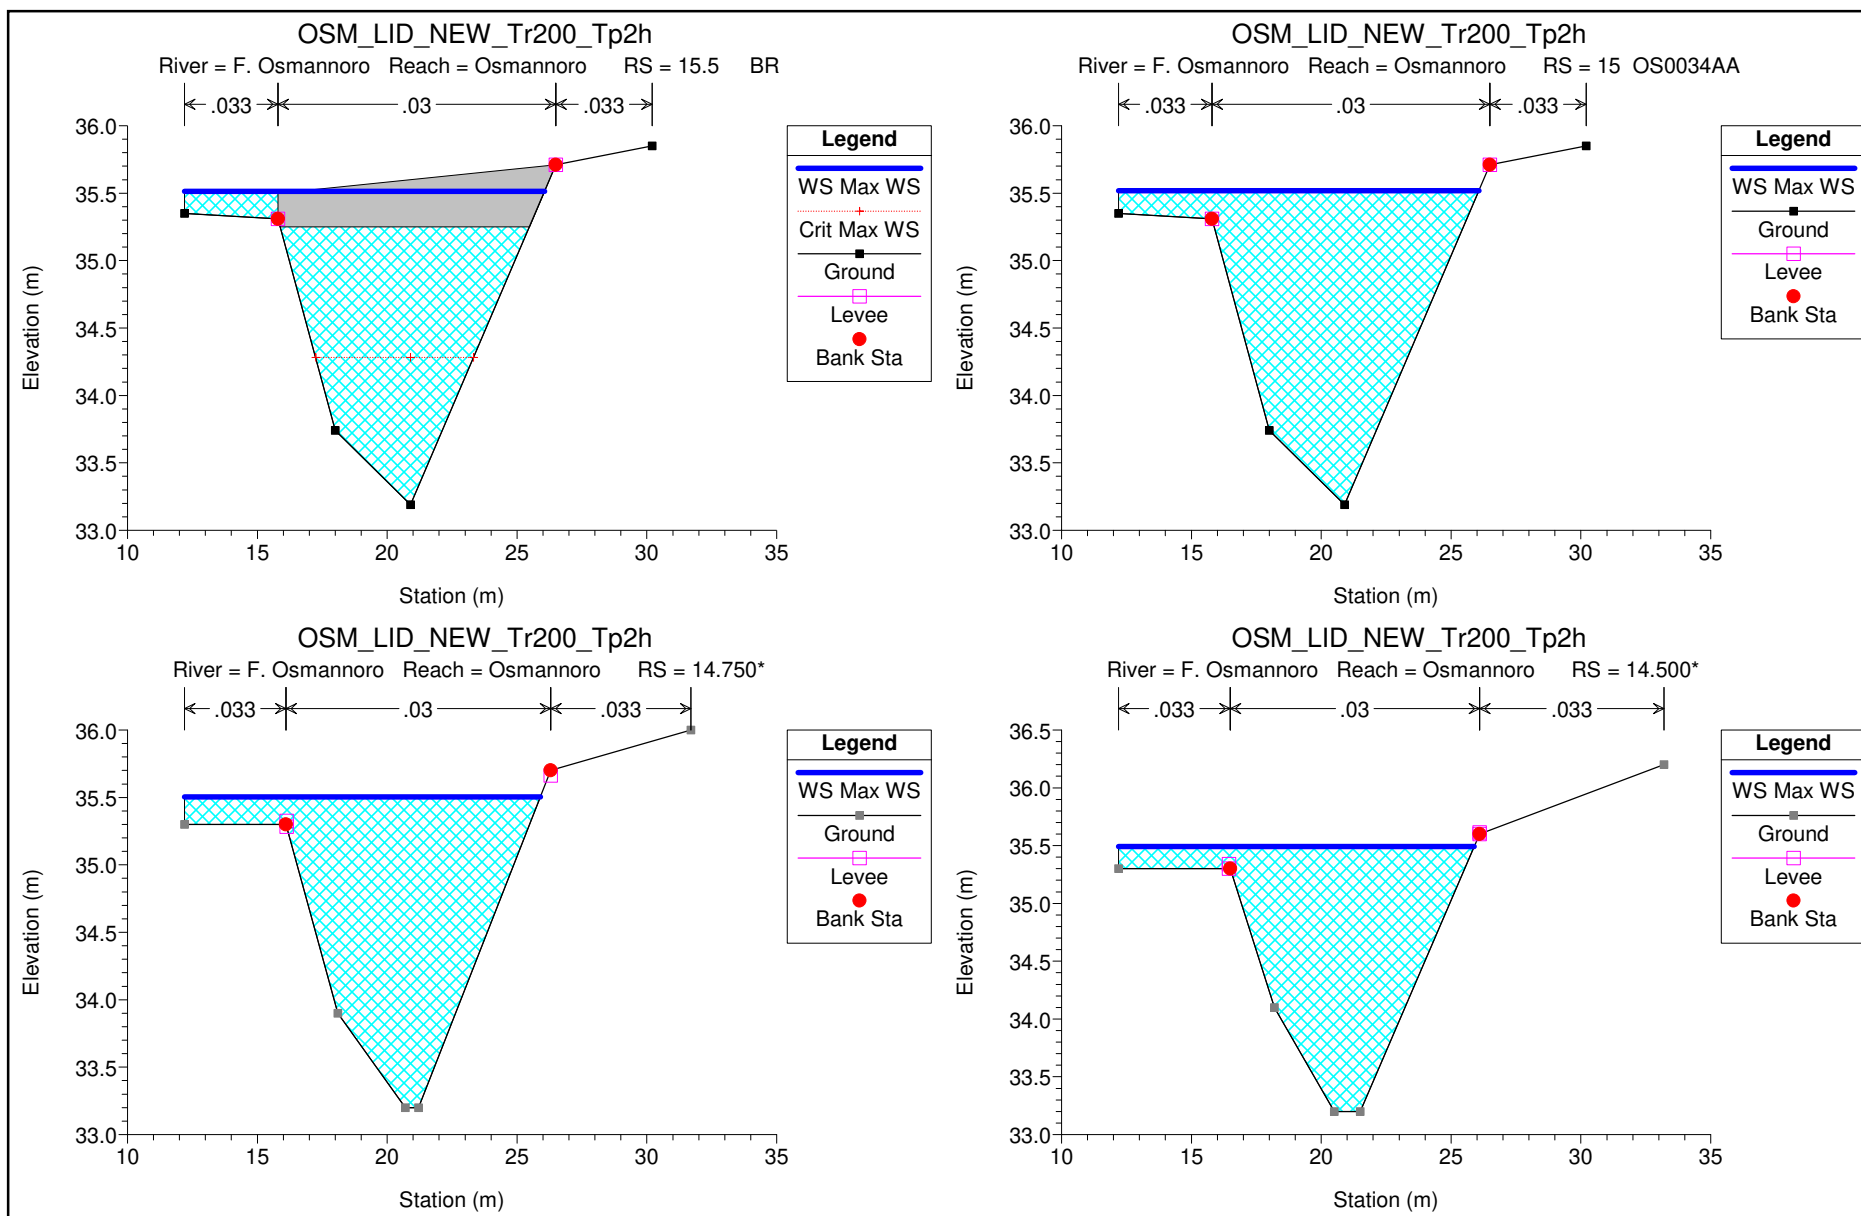 OSM_LID_NEW_Tr200_Tp2h
River = F. Osmannoro Reach = Osmannoro RS = 15.5 BR
.033 .03 .033
36.0
35.5
35.0
34.5
34.0
33.5
33.0
Elevation (m)
10 15 20 25 30 35
Station (m)
Legend
WS Max WS
Crit Max WS
Ground
Levee
Bank Sta
OSM_LID_NEW_Tr200_Tp2h
River = F. Osmannoro Reach = Osmannoro RS = 15 OS0034AA
.033 .03 .033
36.0
35.5
35.0
34.5
34.0
33.5
33.0
Elevation (m)
10 15 20 25 30 35
Station (m)
Legend
WS Max WS
Ground
Levee
Bank Sta
OSM_LID_NEW_Tr200_Tp2h
River = F. Osmannoro Reach = Osmannoro RS = 14.750*
.033 .03 .033
36.0
35.5
35.0
34.5
34.0
33.5
33.0
Elevation (m)
10 15 20 25 30 35
Station (m)
Legend
WS Max WS
Ground
Levee
Bank Sta
OSM_LID_NEW_Tr200_Tp2h
River = F. Osmannoro Reach = Osmannoro RS = 14.500*
.033 .03 .033
36.5
36.0
35.5
35.0
34.5
34.0
33.5
33.0
Elevation (m)
10 15 20 25 30 35
Station (m)
Legend
WS Max WS
Ground
Levee
Bank Sta